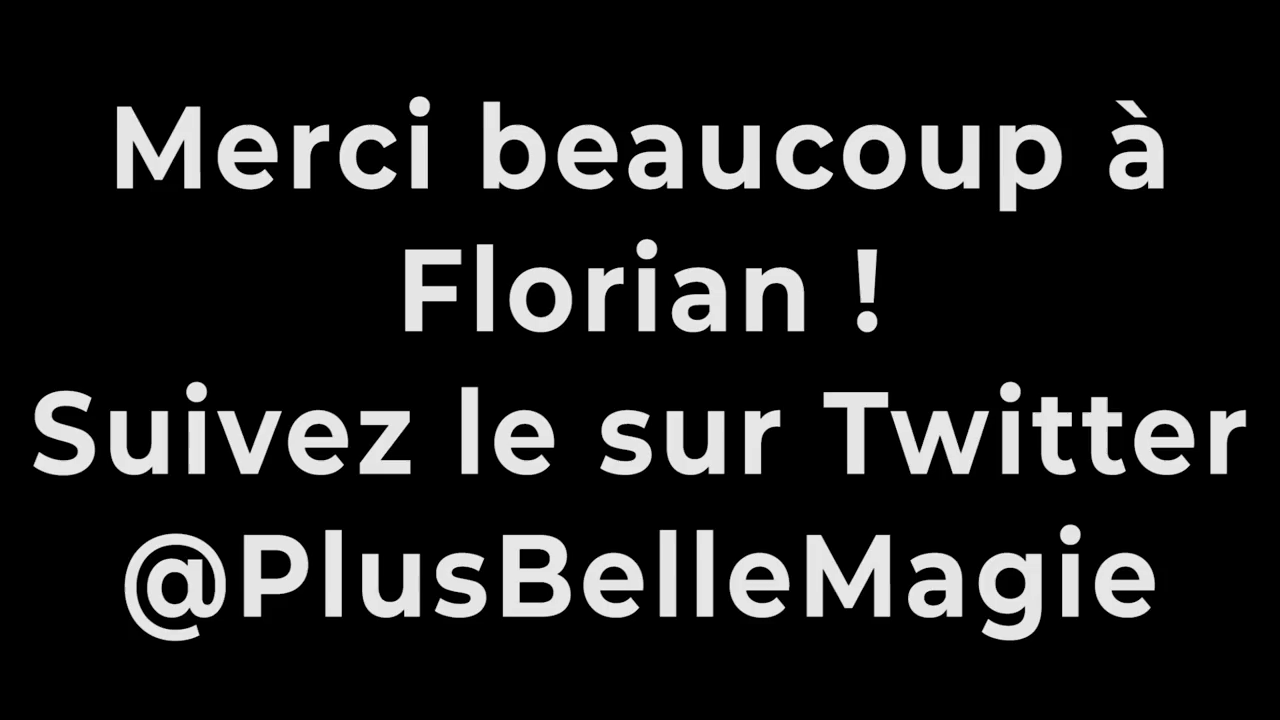 Merci beaucoup à
Florian !
Suivez le sur Twitter
@PlusBelleMagie